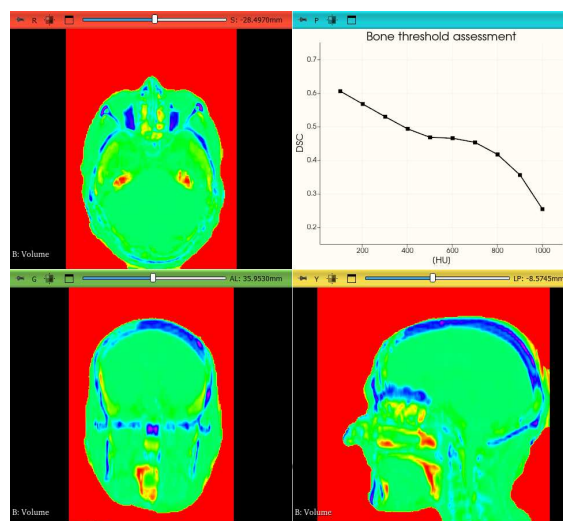 R
S: -28.4970mm
B: Volume
P
Bone threshold assessment
0.7
0.6
0.5
0.4
0.3
0.2
DSC
200
400
600
800
1000
[HU]
G
AL: 35.9530mm
B: Volume
Y
LP: -8.5745mm
B: Volume